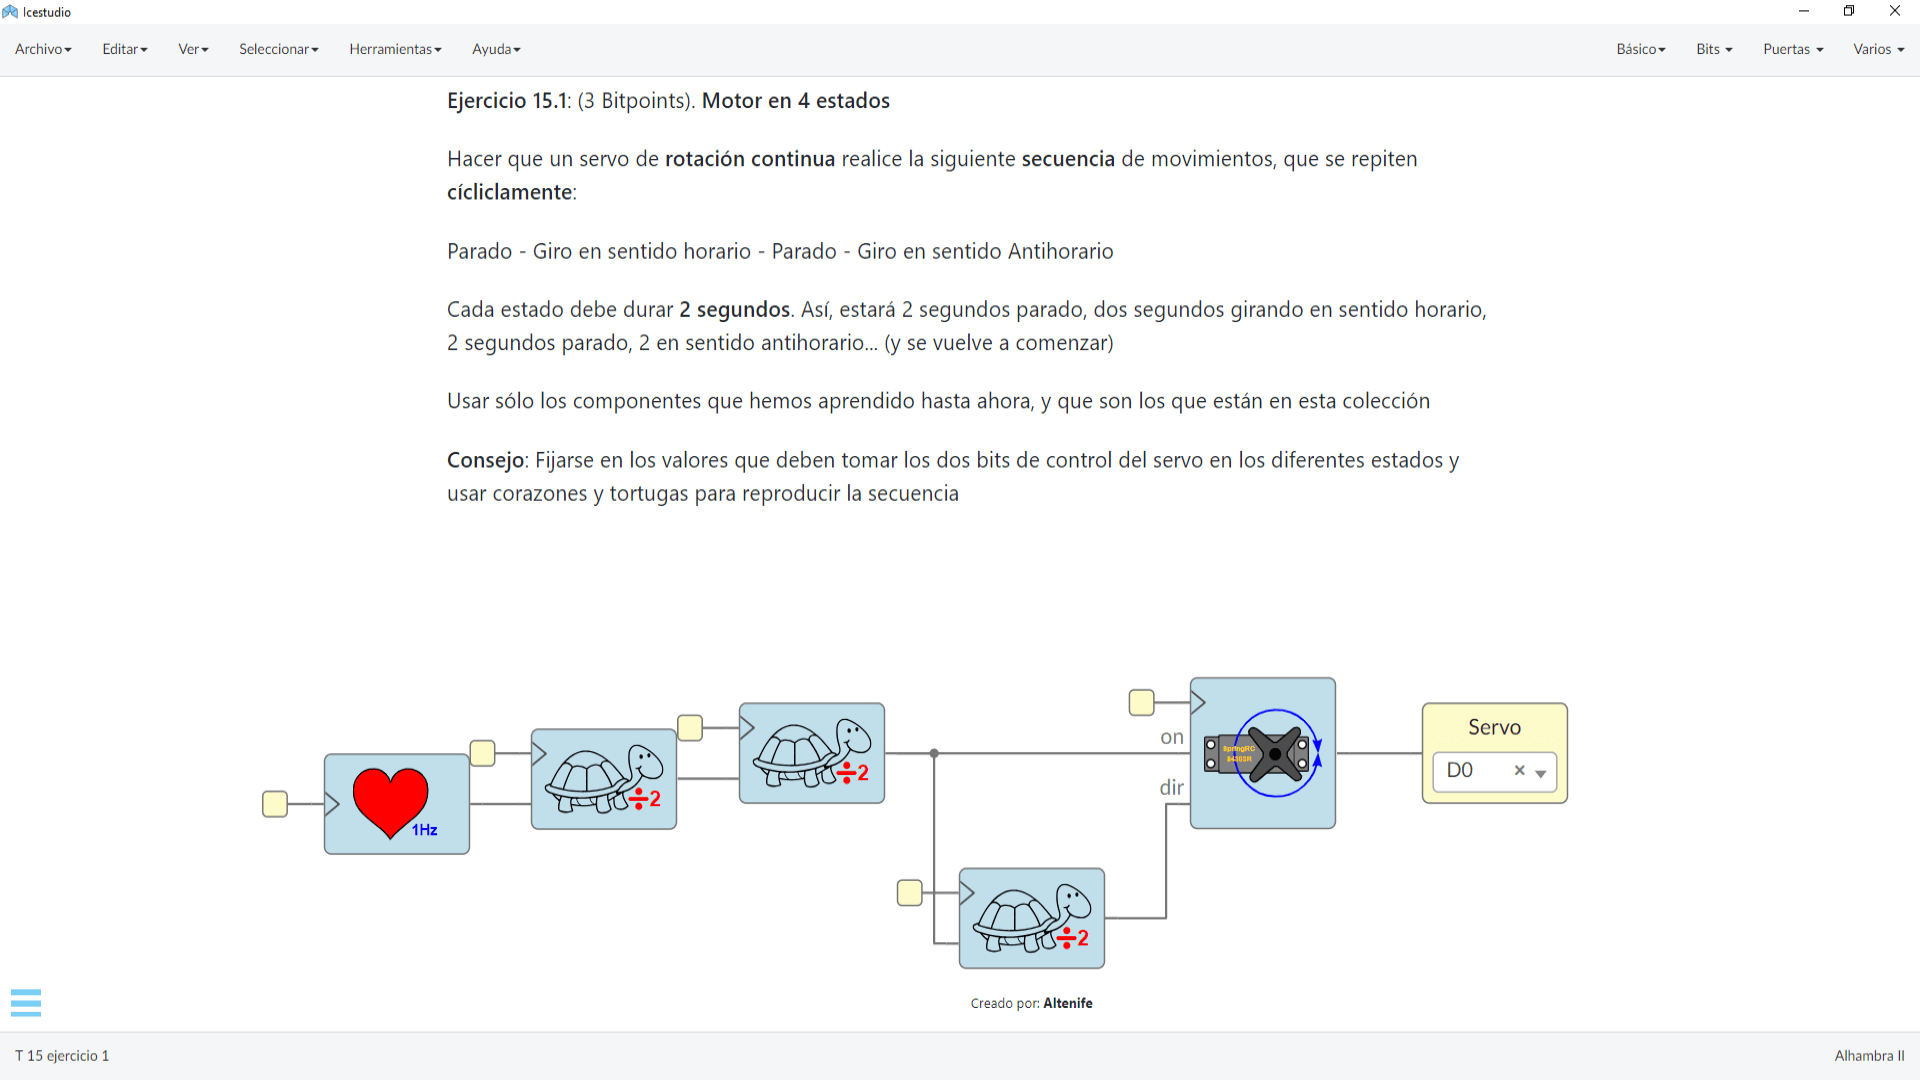 Icestudio
Archivo Editar Ver Seleccionar Herramientas Ayuda Básico Bits Puertas Varios
Ejercicio 15.1: (3 Bitpoints). Motor en 4 estados
Hacer que un servo de rotación continua realice la siguiente secuencia de movimientos, que se repiten
cícliclamente:
Parado - Giro en sentido horario - Parado - Giro en sentido Antihorario
Cada estado debe durar 2 segundos. Así, estará 2 segundos parado, dos segundos girando en sentido horario,
2 segundos parado, 2 en sentido antihorario... (y se vuelve a comenzar)
Usar sólo los componentes que hemos aprendido hasta ahora, y que son los que están en esta colección
Consejo: Fijarse en los valores que deben tomar los dos bits de control del servo en los diferentes estados y
usar corazones y tortugas para reproducir la secuencia
1Hz
÷2
÷2
on
dir
SpringRC
Servo
D0
÷2
Creado por: Altenife
T 15 ejercicio 1
Alhambra II